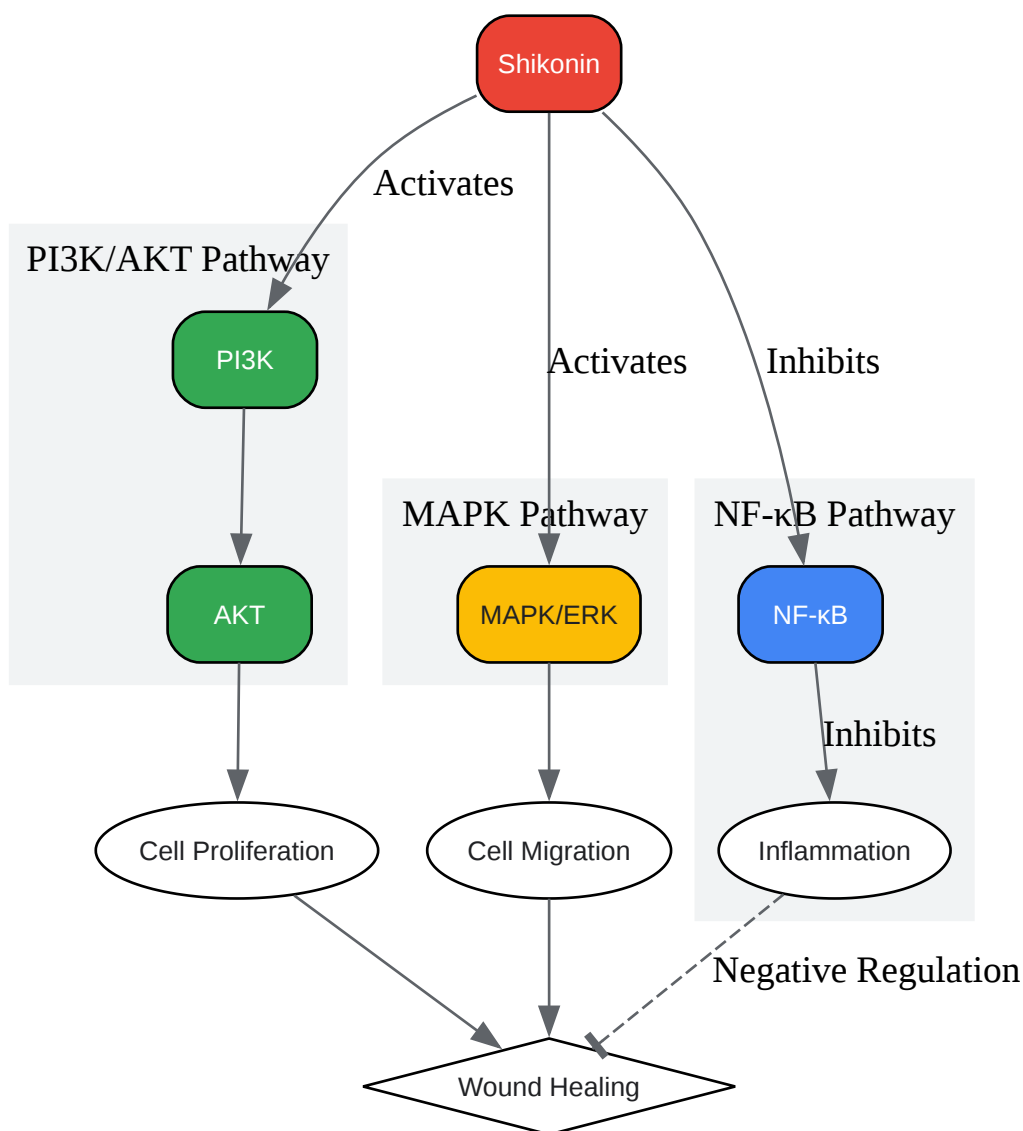 Shikonin
Activates
PI3K/AKT Pathway
PI3K
Activates
Inhibits
MAPK Pathway
NF-κB Pathway
AKT
MAPK/ERK
NF-κB
Inhibits
Cell Proliferation
Cell Migration
Inflammation
Negative Regulation
Wound Healing